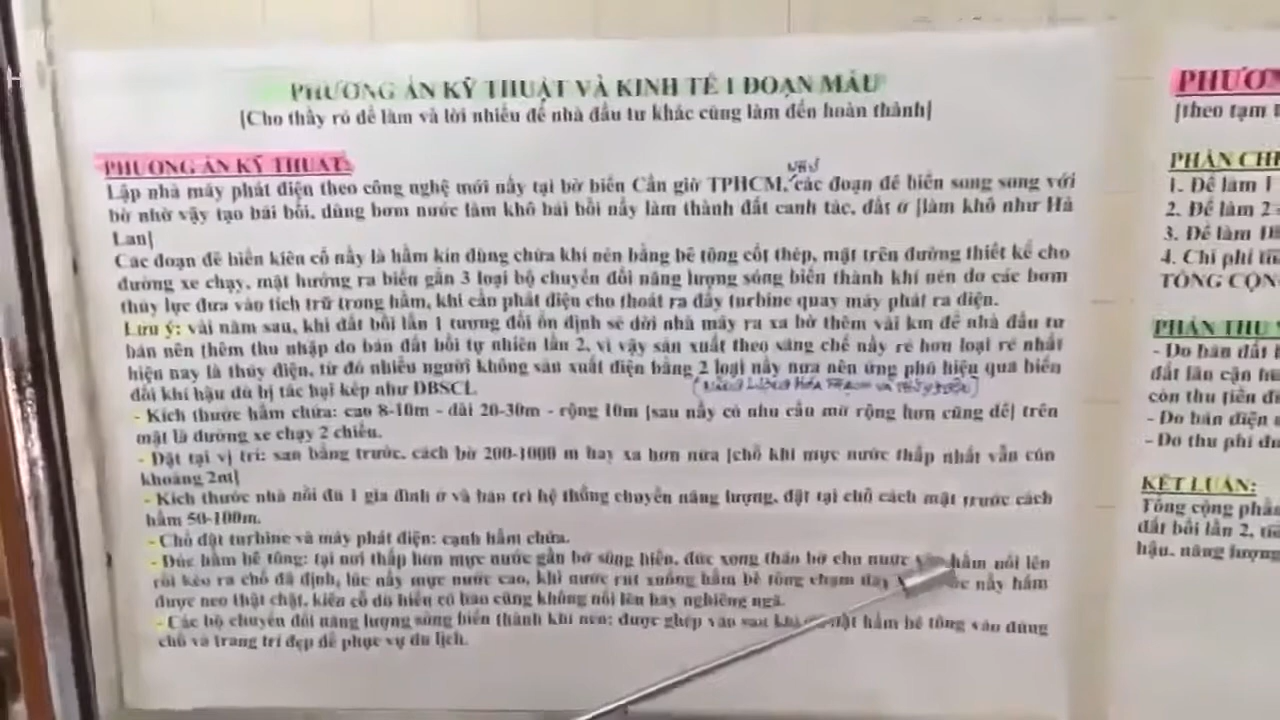 PHƯƠNG ÁN KỸ THUẬT VÀ KINH TẾ 1 ĐOẠN MẪU
[Cho thấy rõ dể làm và lời nhiều để nhà đầu tư khác cũng làm đến hoàn thành]
PHƯƠNG ÁN KỸ THUẬT:
NHỜ
Lập nhà máy phát điện theo công nghệ mới nầy tại bờ biển Cần giờ TPHCM, các đoạn đê biển song song với
bờ nhờ vậy tạo bãi bồi, dùng bơm nước làm khô bãi bồi nầy làm thành đất canh tác, đất ở [làm khô như Hà
Lan]
Các đoạn đê biển kiên cố nầy là hầm kín dùng chứa khí nén bằng bê tông cốt thép, mặt trên đường thiết kế cho
đường xe chạy, mặt hướng ra biển gắn 3 loại bộ chuyển đổi năng lượng sóng biển thành khí nén do các bơm
thủy lực đưa vào tích trữ trong hầm, khi cần phát điện cho thoát ra đẩy turbine quay máy phát ra điện.
Lưu ý: vài năm sau, khi đất bồi lần 1 tương đối ổn định sẽ dời nhà máy ra xa bờ thêm vài km để nhà đầu tư
bán nên thêm thu nhập do bán đất bồi tự nhiên lần 2, vì vậy sản xuất theo sáng chế nầy rẻ hơn loại rẻ nhất
hiện nay là thủy điện, từ đó nhiều người không sản xuất điện bằng 2 loại nầy nữa nên ứng phó hiệu quả biến
đổi khí hậu dù bị tác hại kép như ĐBSCL.
(NĂNG LƯỢNG HÓA THẠCH VÀ THỦY ĐIỆN)
- Kích thước hầm chứa: cao 8-10m - dài 20-30m - rộng 10m [sau nầy có nhu cầu mở rộng hơn cũng dể] trên
mặt là đường xe chạy 2 chiều.
- Đặt tại vị trí: san bằng trước, cách bờ 200-1000 m hay xa hơn nữa [chỗ khi mực nước thấp nhất vẫn còn
khoảng 2m]
- Kích thước nhà nổi đủ 1 gia đình ở và bảo trì hệ thống chuyển năng lượng, đặt tại chỗ cách mặt trước cách
hầm 50-100m.
- Chỗ đặt turbine và máy phát điện: cạnh hầm chứa.
- Đúc hầm bê tông: tại nơi thấp hơn mực nước gần bờ sông biển, đúc xong tháo bờ cho nước hầm nổi lên
rồi kéo ra chỗ đã định, lúc nầy mực nước cao, khi nước rút xuống hầm bê tông chạm đáy nầy hầm
được neo thật chặt, kiên cố dù biển có bão cũng không nổi lên hay nghiêng ngã.
- Các bộ chuyển đổi năng lượng sóng biển thành khí nén: được ghép vào sau khi đặt hầm bê tông vào đúng
chỗ và trang trí đẹp để phục vụ du lịch.
PHƯƠN
[theo tạm t
PHẦN CHI
1. Để làm 1
2. Để làm 2
3. Để làm
4. Chi phí
TỔNG CỘN
PHẦN THU
- Do bán đất
đất lân cận
còn thu tiền
- Do bán điện
- Do thu phí
KẾT LUẬN:
Tổng cộng phần
đất bồi lần 2,
hậu, năng lượng